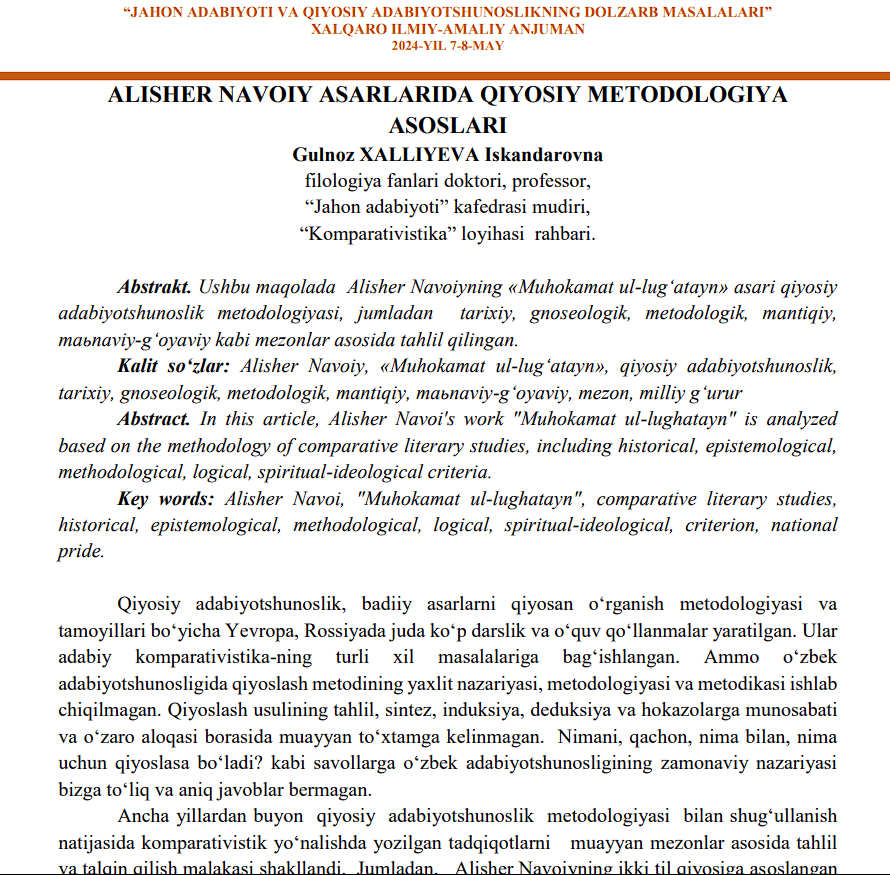 “JAHON ADABIYOTI VA QIYOSIY ADABIYOTSHUNOSLIKNING DOLZARB MASALALARI”
XALQARO ILMIY-AMALIY ANJUMAN
2024-YIL 7-8-MAY
ALISHER NAVOIY ASARLARIDA QIYOSIY METODOLOGIYA
ASOSLARI
Gulnoz XALLIYEVA Iskandarovna
filologiya fanlari doktori, professor,
“Jahon adabiyoti” kafedrasi mudiri,
“Komparativistika” loyihasi rahbari.
Abstrakt. Ushbu maqolada Alisher Navoiyning «Muhokamat ul-lug‘atayn» asari qiyosiy
adabiyotshunoslik metodologiyasi, jumladan tarixiy, gnoseologik, metodologik, mantiqiy,
maьnaviy-g‘oyaviy kabi mezonlar asosida tahlil qilingan.
Kalit so‘zlar: Alisher Navoiy, «Muhokamat ul-lug‘atayn», qiyosiy adabiyotshunoslik,
tarixiy, gnoseologik, metodologik, mantiqiy, maьnaviy-g‘oyaviy, mezon, milliy g‘urur
Abstract. In this article, Alisher Navoi's work "Muhokamat ul-lughatayn" is analyzed
based on the methodology of comparative literary studies, including historical, epistemological,
methodological, logical, spiritual-ideological criteria.
Key words: Alisher Navoi, "Muhokamat ul-lughatayn", comparative literary studies,
historical, epistemological, methodological, logical, spiritual-ideological, criterion, national
pride.
Qiyosiy adabiyotshunoslik, badiiy asarlarni qiyosan o‘rganish metodologiyasi va
tamoyillari bo‘yicha Yevropa, Rossiyada juda ko‘p darslik va o‘quv qo‘llanmalar yaratilgan. Ular
adabiy komparativistika-ning turli xil masalalariga bag‘ishlangan. Ammo o‘zbek
adabiyotshunosligida qiyoslash metodining yaxlit nazariyasi, metodologiyasi va metodikasi ishlab
chiqilmagan. Qiyoslash usulining tahlil, sintez, induksiya, deduksiya va hokazolarga munosabati
va o‘zaro aloqasi borasida muayyan to‘xtamga kelinmagan. Nimani, qachon, nima bilan, nima
uchun qiyoslasa bo‘ladi? kabi savollarga o‘zbek adabiyotshunosligining zamonaviy nazariyasi
bizga to‘liq va aniq javoblar bermagan.
Ancha yillardan buyon qiyosiy adabiyotshunoslik metodologiyasi bilan shug‘ullanish
natijasida komparativistik yo‘nalishda yozilgan tadqiqotlarni muayyan mezonlar asosida tahlil
va talqin qilish malakasi shakllandi. Jumladan, Alisher Navoiyning ikki til qiyosiga asoslangan